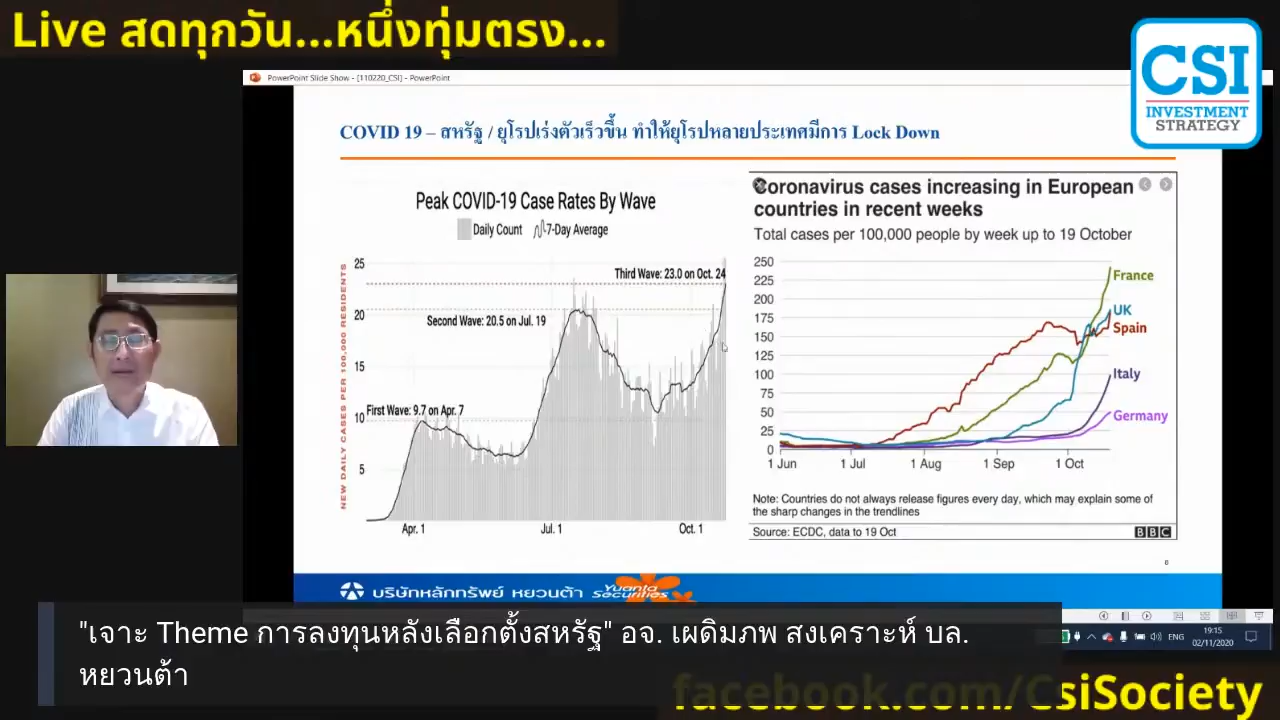 Live สดทุกวัน...หนึ่งทุ่มตรง...
CSI
INVESTMENT
STRATEGY
PowerPoint Slide Show - [110220_CSI] - PowerPoint
COVID 19 – สหรัฐ / ยุโรปเร่งตัวเร็วขึ้น ทำให้ยุโรปหลายประเทศมีการ Lock Down
Peak COVID-19 Case Rates By Wave
Daily Count 7-Day Average
NEW DAILY CASES PER 100,000 RESIDENTS
25
20
15
10
5
Third Wave: 23.0 on Oct. 24
Second Wave: 20.5 on Jul. 19
First Wave: 9.7 on Apr. 7
Apr. 1 Jul. 1 Oct. 1
Coronavirus cases increasing in European
countries in recent weeks
Total cases per 100,000 people by week up to 19 October
250
225
200
175
150
125
100
75
50
25
0
France
UK
Spain
Italy
Germany
1 Jun 1 Jul 1 Aug 1 Sep 1 Oct
Note: Countries do not always release figures every day, which may explain some of
the sharp changes in the trendlines
Source: ECDC, data to 19 Oct BBC
6
บริษัทหลักทรัพย์ หยวนต้า Yuanta securities
"เจาะ Theme การลงทุนหลังเลือกตั้งสหรัฐ" อจ. เผดิมภพ สงเคราะห์ บล.
หยวนต้า
ENG
19:15
02/11/2020
facebook.com/CsiSociety